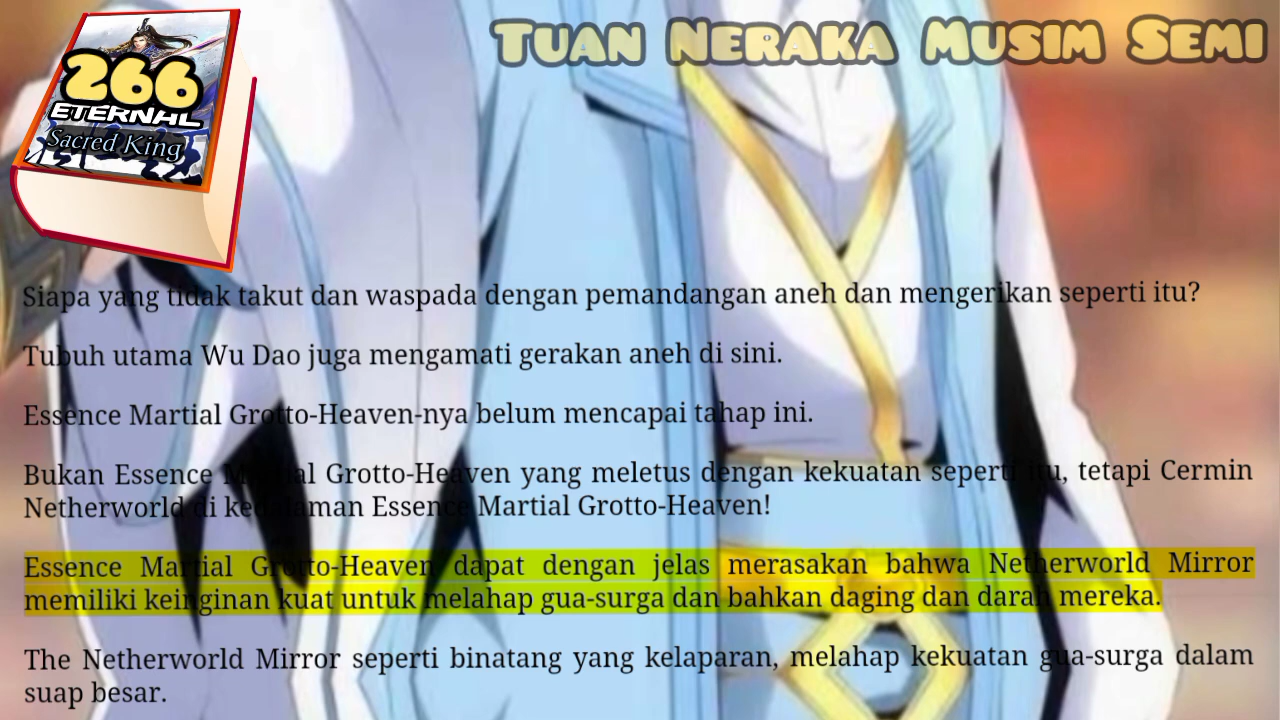 Tuan Neraka Musim Semi
266
ETERNAL
Sacred King
Siapa yang tidak takut dan waspada dengan pemandangan aneh dan mengerikan seperti itu?
Tubuh utama Wu Dao juga mengamati gerakan aneh di sini.
Essence Martial Grotto-Heaven-nya belum mencapai tahap ini.
Bukan Essence Martial Grotto-Heaven yang meletus dengan kekuatan seperti itu, tetapi Cermin
Netherworld di kedalaman Essence Martial Grotto-Heaven!
Essence Martial Grotto-Heaven dapat dengan jelas merasakan bahwa Netherworld Mirror
memiliki keinginan kuat untuk melahap gua-surga dan bahkan daging dan darah mereka.
The Netherworld Mirror seperti binatang yang kelaparan, melahap kekuatan gua-surga dalam
suap besar.